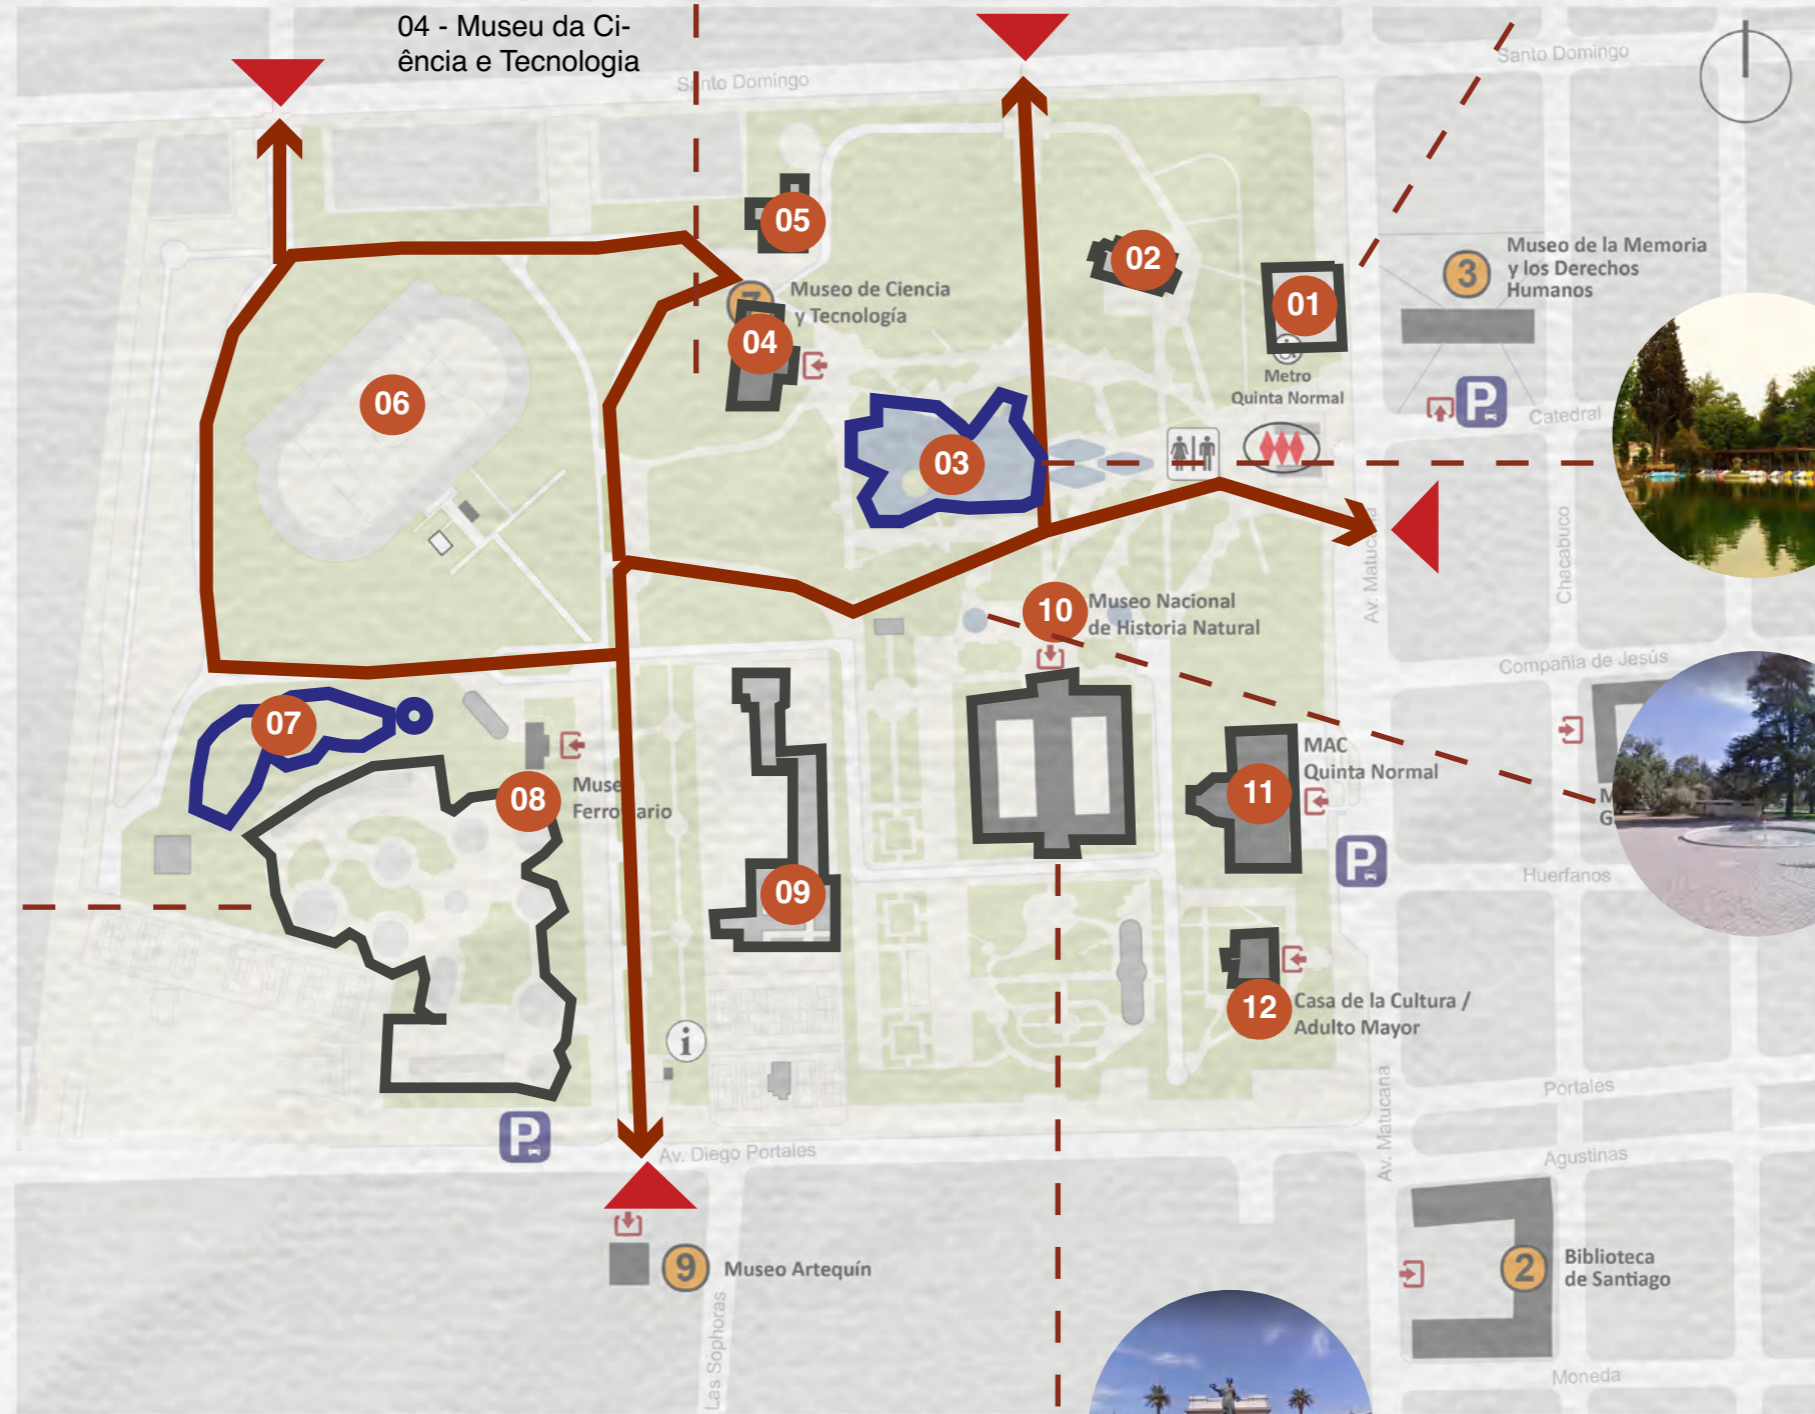 04 - Museu da Ci-
ência e Tecnologia
Santo Domingo
Santo Domingo
05
02
01
Museo de la Memoria
y los Derechos
Humanos
3
7
Museo de Ciencia
y Tecnología
04
Metro
Quinta Normal
P
Catedral
06
03
Av. Matucana
Chacabuco
10
Museo Nacional
de Historia Natural
Compañia de Jesús
07
MAC
Quinta Normal
11
08
Muse
Ferro ario
M
G
P
Huerfanos
09
12
Casa de la Cultura /
Adulto Mayor
i
Av. Matucana
Portales
P
Av. Diego Portales
Agustinas
9
Museo Artequín
2
Biblioteca
de Santiago
Las Sophoras
Moneda